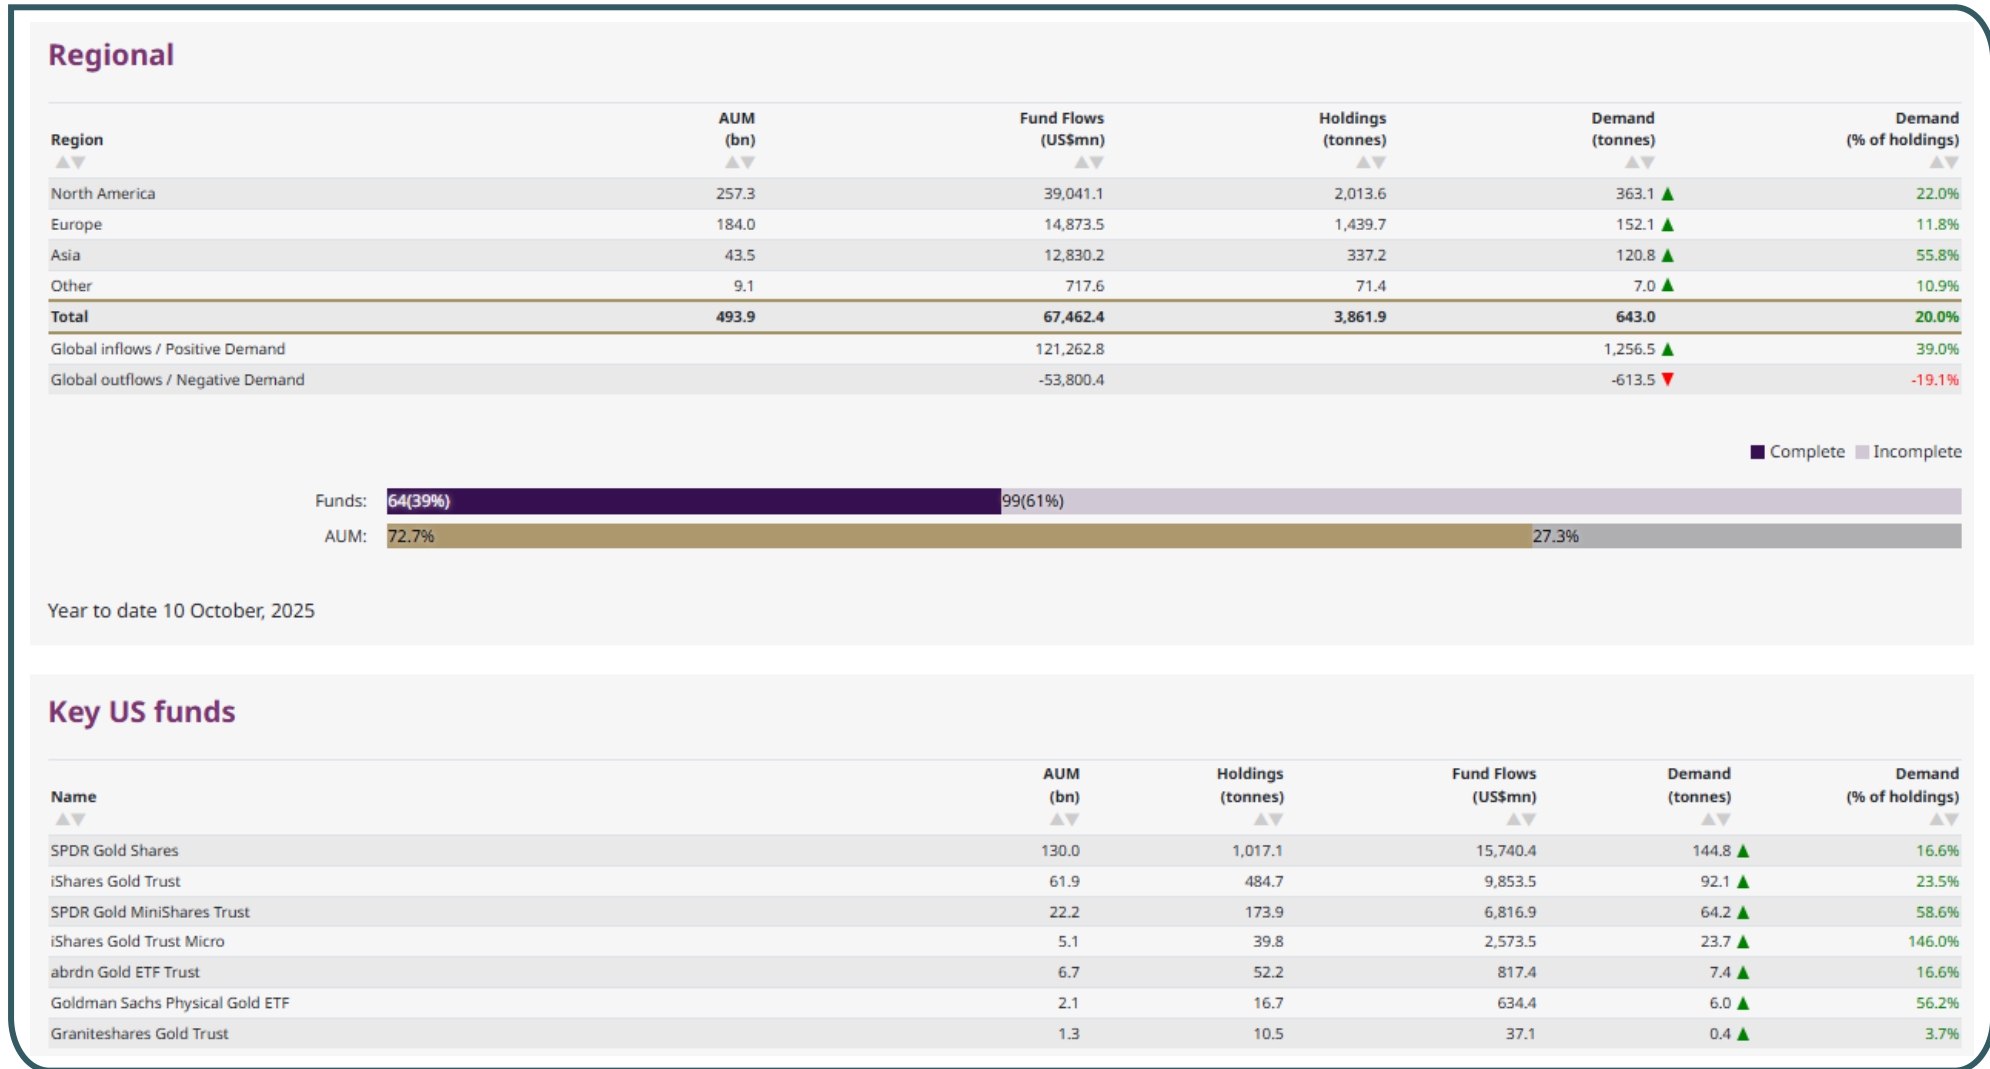 Regional
AUM Fund Flows Holdings Demand Demand
Region (bn) (US$mn) (tonnes) (tonnes) (% of holdings)
North America 257.3 39,041.1 2,013.6 363.1 22.0%
Europe 184.0 14,873.5 1,439.7 152.1 11.8%
Asia 43.5 12,830.2 337.2 120.8 55.8%
Other 9.1 717.6 71.4 7.0 10.9%
Total 493.9 67,462.4 3,861.9 643.0 20.0%
Global inflows / Positive Demand 121,262.8 1,256.5 39.0%
Global outflows / Negative Demand -53,800.4 -613.5 -19.1%
Complete Incomplete
Funds: 64(39%) 99(61%)
AUM: 72.7% 27.3%
Year to date 10 October, 2025
Key US funds
AUM Holdings Fund Flows Demand Demand
Name (bn) (tonnes) (US$mn) (tonnes) (% of holdings)
SPDR Gold Shares 130.0 1,017.1 15,740.4 144.8 16.6%
iShares Gold Trust 61.9 484.7 9,853.5 92.1 23.5%
SPDR Gold MiniShares Trust 22.2 173.9 6,816.9 64.2 58.6%
iShares Gold Trust Micro 5.1 39.8 2,573.5 23.7 146.0%
abrdn Gold ETF Trust 6.7 52.2 817.4 7.4 16.6%
Goldman Sachs Physical Gold ETF 2.1 16.7 634.4 6.0 56.2%
Graniteshares Gold Trust 1.3 10.5 37.1 0.4 3.7%